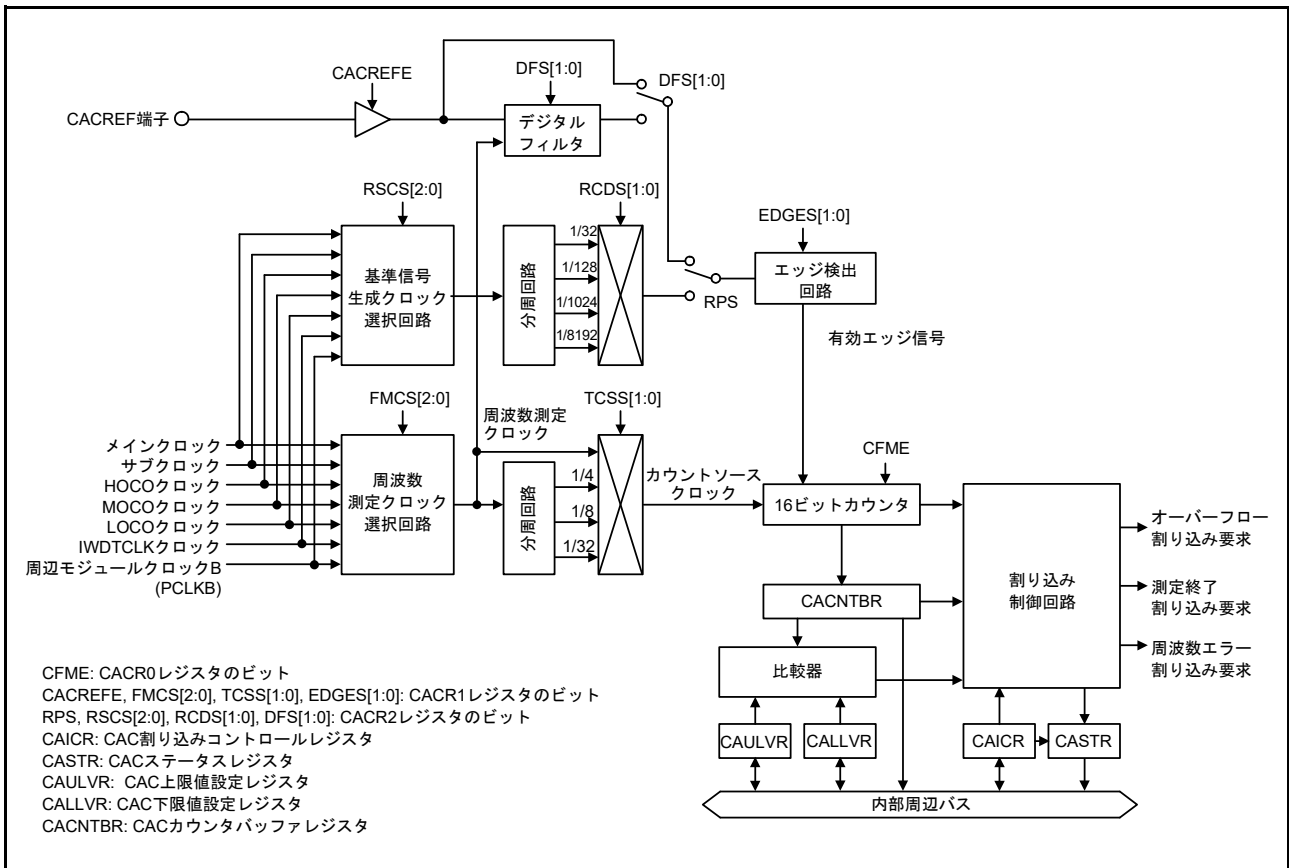 CACREFE
DFS[1:0]
DFS[1:0]
CACREF端子
デジタル
フィルタ
RSCS[2:0]
RCDS[1:0]
EDGES[1:0]
基準信号
生成クロック
選択回路
分周回路
1/32
1/128
1/1024
1/8192
RPS
エッジ検出
回路
有効エッジ信号
FMCS[2:0]
周波数測定
クロック
TCSS[1:0]
メインクロック
サブクロック
HOCOクロック
MOCOクロック
LOCOクロック
IWDTCLKクロック
周辺モジュールクロックB
(PCLKB)
周波数
測定クロック
選択回路
分周回路
1/4
1/8
1/32
カウントソース
クロック
CFME
16ビットカウンタ
CACNTBR
比較器
割り込み
制御回路
オーバーフロー
割り込み要求
測定終了
割り込み要求
周波数エラー
割り込み要求
CAULVR
CALLVR
CAICR
CASTR
内部周辺バス
CFME: CACR0レジスタのビット
CACREFE, FMCS[2:0], TCSS[1:0], EDGES[1:0]: CACR1レジスタのビット
RPS, RSCS[2:0], RCDS[1:0], DFS[1:0]: CACR2レジスタのビット
CAICR: CAC割り込みコントロールレジスタ
CASTR: CACステータスレジスタ
CAULVR: CAC上限値設定レジスタ
CALLVR: CAC下限値設定レジスタ
CACNTBR: CACカウンタバッファレジスタ